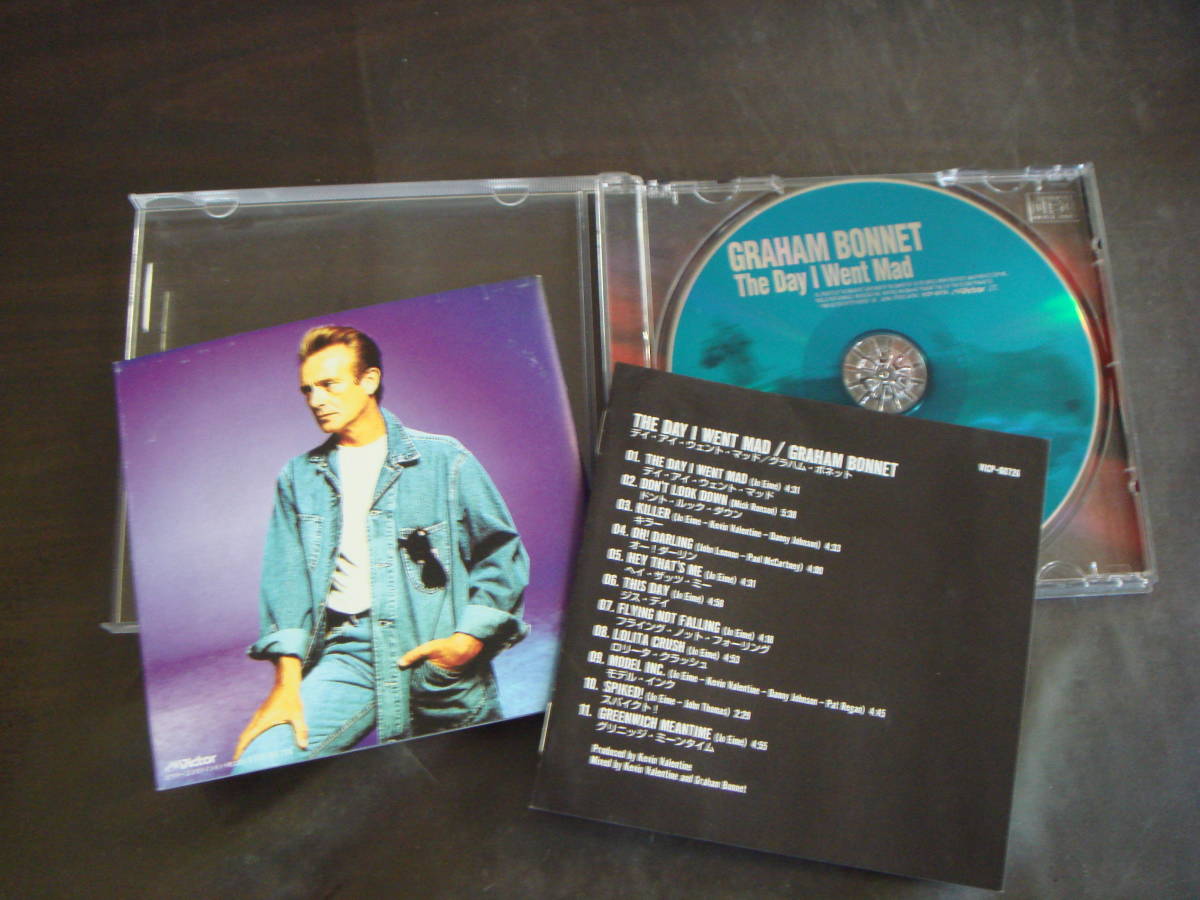 GRAHAM BONNET
The Day I Went Mad
Victor
THE DAY I WENT MAD / GRAHAM BONNET
デイ・アイ・ウェント・マッド/グラハム・ボネット
VICP-60726
01. THE DAY I WENT MAD (Jo Eime) 4:31
デイ・アイ・ウェント・マッド
02. DON'T LOOK DOWN (Mick Ronson) 5:38
ドント・ルック・ダウン
03. KILLER (Jo Eime – Kevin Valentine – Danny Johnson) 4:33
キラー
04. OH! DARLING (John Lennon – Paul McCartney) 4:00
オー!ダーリン
05. HEY THAT'S ME (Jo Eime) 4:31
ヘイ・ザッツ・ミー
06. THIS DAY (Jo Eime) 4:58
ジス・デイ
07. FLYING NOT FALLING (Jo Eime) 4:18
フライング・ノット・フォーリング
08. LOLITA CRUSH (Jo Eime) 4:53
ロリータ・クラッシュ
09. MODEL INC. (Jo Eime – Kevin Valentine – Danny Johnson – Pat Regan) 4:45
モデル・インク
10. SPIKED! (Jo Eime – John Thomas) 2:29
スパイクト!
11. GREENWICH MEANTIME (Jo Eime) 4:55
グリニッジ・ミーンタイム
Produced by Kevin Valentine
Mixed by Kevin Valentine and Graham Bonnet
Victor